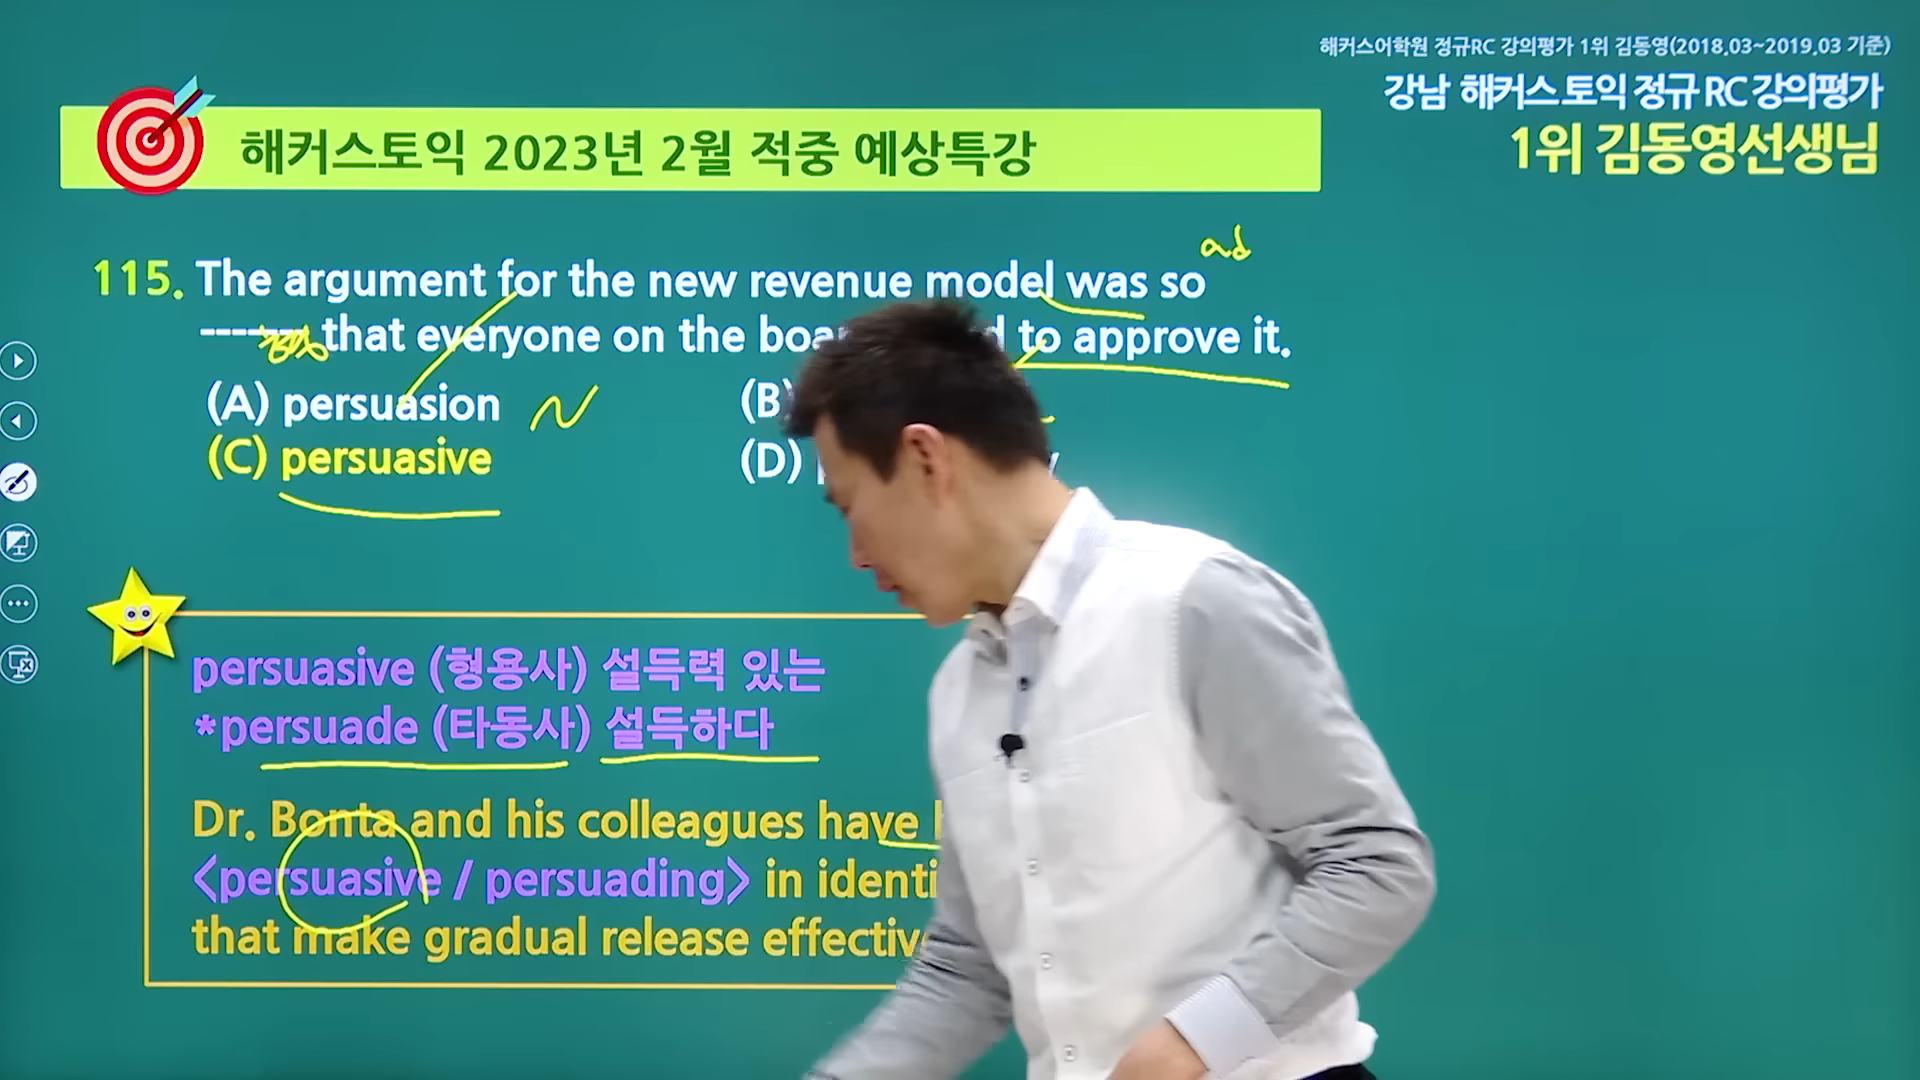 해커스어학원 정규RC 강의평가 1위 김동영(2018.03~2019.03 기준)
강남 해커스 토익 정규 RC 강의평가
1위 김동영선생님
해커스토익 2023년 2월 적중 예상특강
ad
115. The argument for the new revenue model was so
------- that everyone on the to approve it.
(A) persuasion N (B)
(C) persuasive (D)
persuasive (형용사) 설득력 있는
*persuade (타동사) 설득하다
Dr. Bonta and his colleagues have
<persuasive / persuading> in
that make gradual release